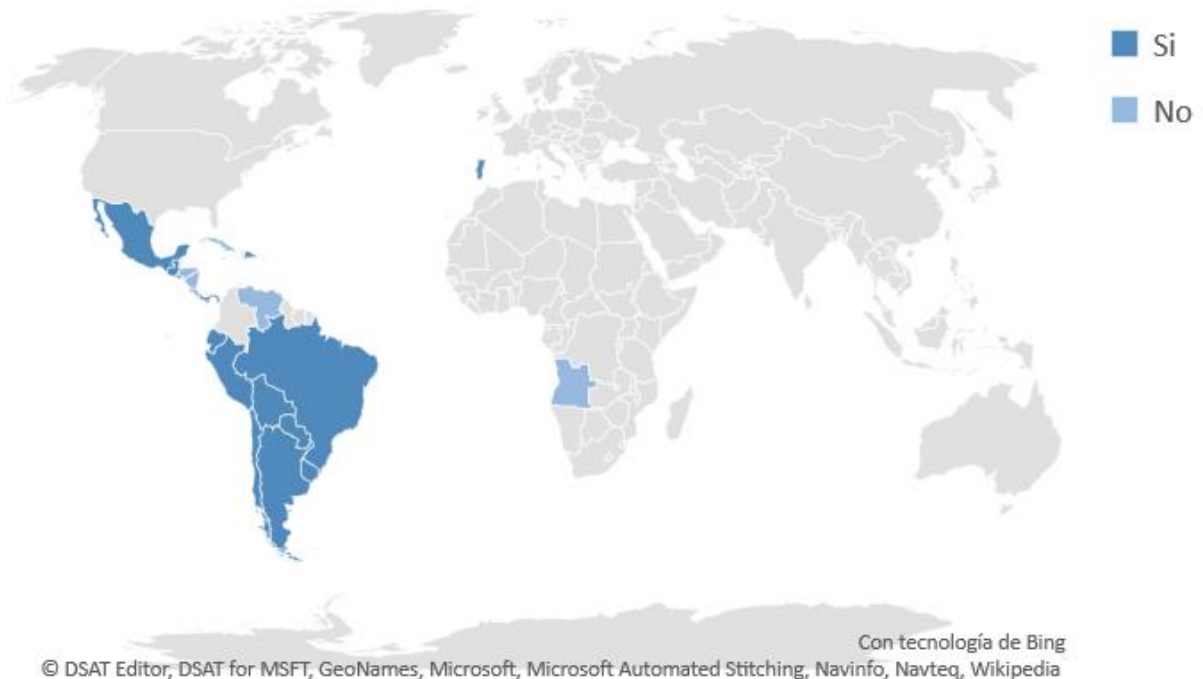 Si
No
Con tecnología de Bing
© DSAT Editor, DSAT for MSFT, GeoNames, Microsoft, Microsoft Automated Stitching, Navinfo, Navteq, Wikipedia